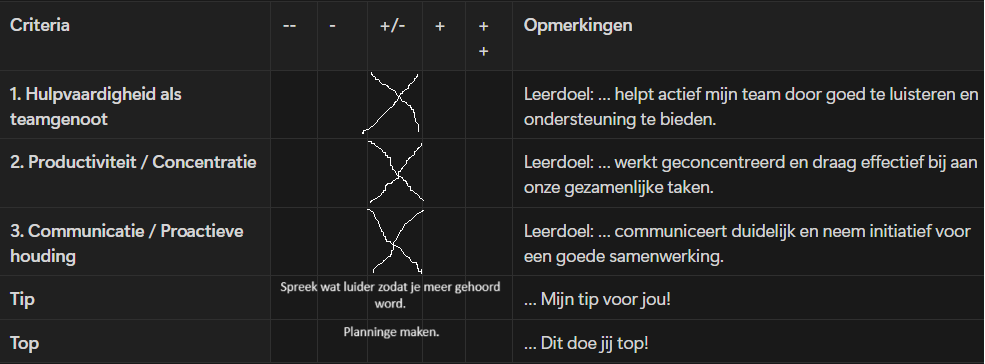 Criteria -- - +/- + + Opmerkingen
+
1. Hulpvaardigheid als Leerdoel: ... helpt actief mijn team door goed te luisteren en
teamgenoot ondersteuning te bieden.
2. Productiviteit / Concentratie Leerdoel: ... werkt geconcentreerd en draag effectief bij aan
onze gezamenlijke taken.
3. Communicatie / Proactieve Leerdoel: ... communiceert duidelijk en neem initiatief voor
houding een goede samenwerking.
Tip Spreek wat luider zodat je meer gehoord ... Mijn tip voor jou!
word.
Top Planninge maken. ... Dit doe jij top!